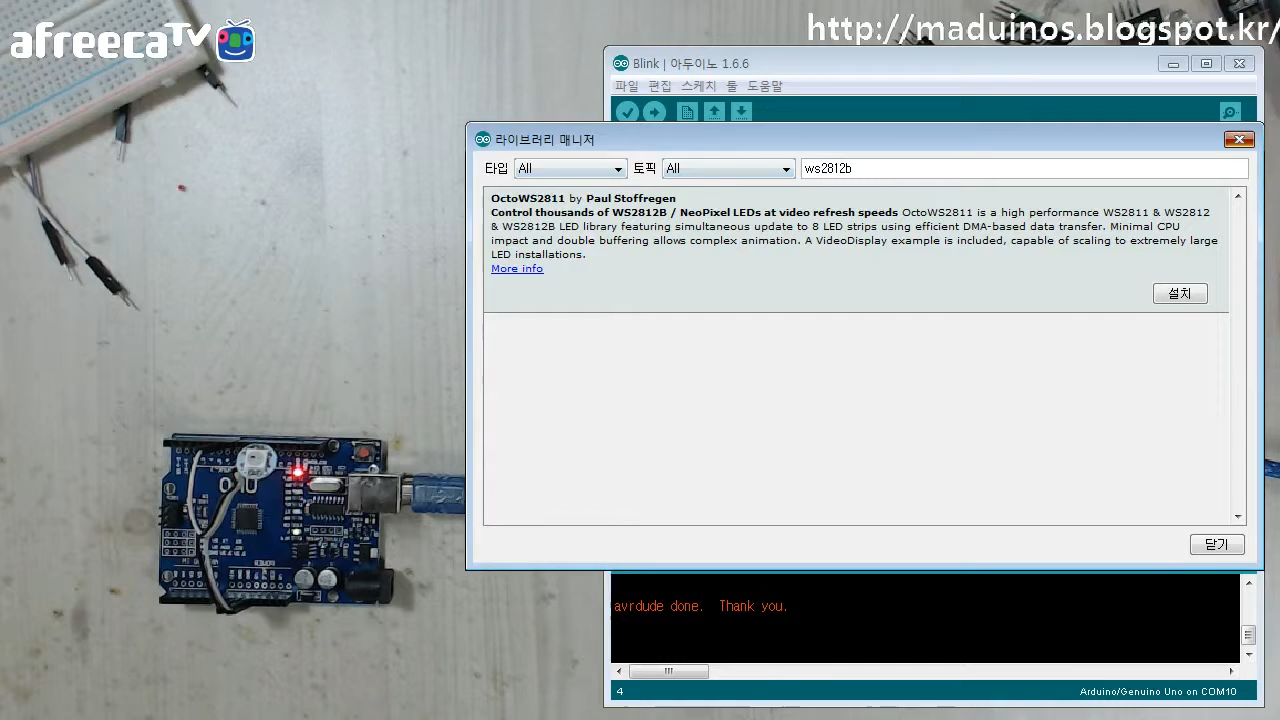 afreecaTV
http://maduinos.blogspot.kr/
Blink | 아두이노 1.6.6
파일 편집 스케치 툴 도움말
라이브러리 매니저
타입 All 토픽 All ws2812b
OctoWS2811 by Paul Stoffregen
Control thousands of WS2812B / NeoPixel LEDs at video refresh speeds OctoWS2811 is a high performance WS2811 & WS2812
& WS2812B LED library featuring simultaneous update to 8 LED strips using efficient DMA-based data transfer. Minimal CPU
impact and double buffering allows complex animation. A VideoDisplay example is included, capable of scaling to extremely large
LED installations.
More info
설치
닫기
avrdude done. Thank you.
4 Arduino/Genuino Uno on COM10